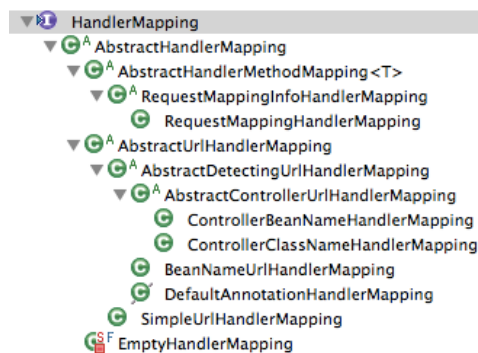 HandlerMapping
A AbstractHandlerMapping
A AbstractHandlerMethodMapping<T>
A RequestMappingInfoHandlerMapping
RequestMappingHandlerMapping
A AbstractUrlHandlerMapping
A AbstractDetectingUrlHandlerMapping
A AbstractControllerUrlHandlerMapping
ControllerBeanNameHandlerMapping
ControllerClassNameHandlerMapping
BeanNameUrlHandlerMapping
DefaultAnnotationHandlerMapping
SimpleUrlHandlerMapping
S F EmptyHandlerMapping